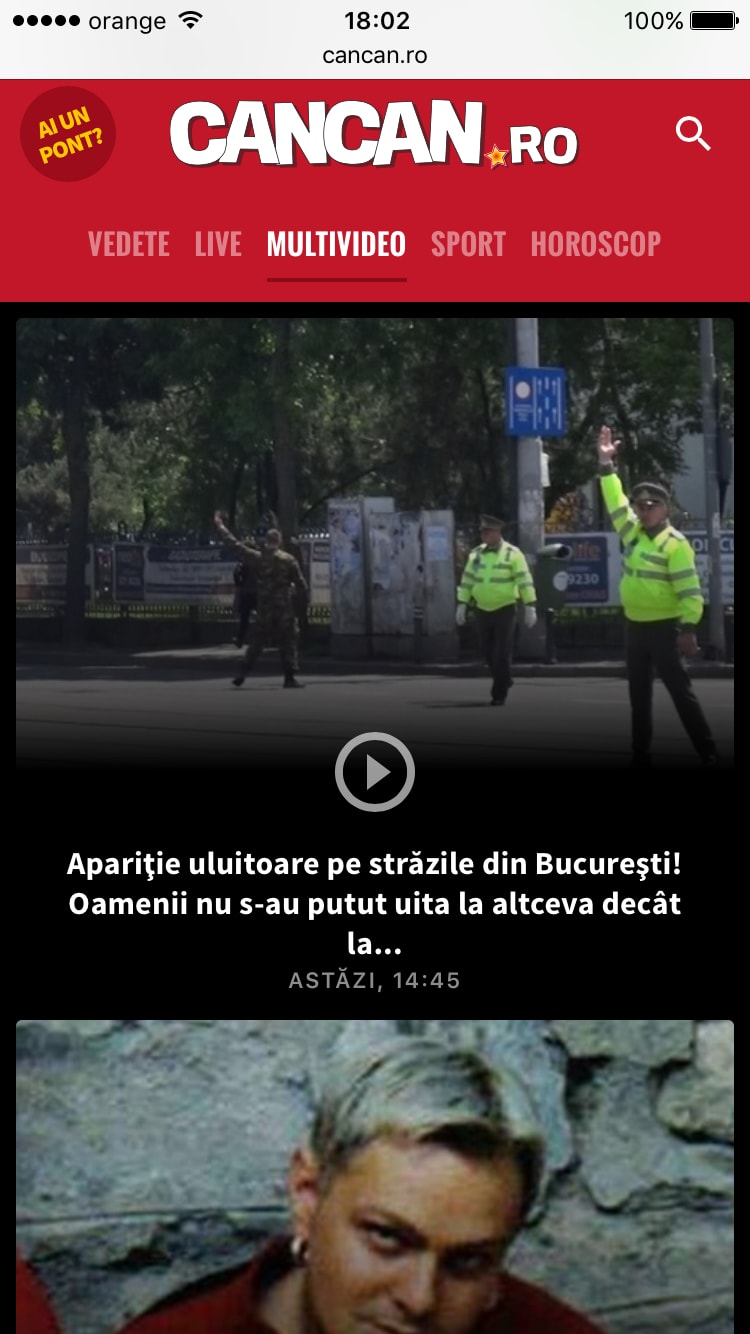 orange 18:02 100%
cancan.ro
AI UN
PONT?
CANCAN.RO
VEDETE LIVE MULTIVIDEO SPORT HOROSCOP
9230
Apariţie uluitoare pe străzile din Bucureşti!
Oamenii nu s-au putut uita la altceva decât
la...
ASTĂZI, 14:45